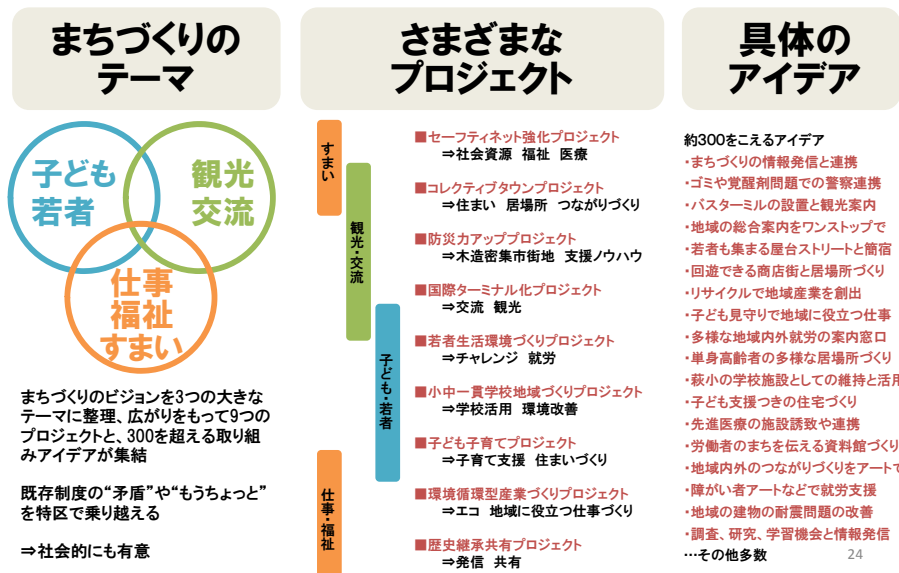 まちづくりの
テーマ
子ども
若者
観光
交流
仕事
福祉
すまい
まちづくりのビジョンを3つの大きな
テーマに整理、広がりをもって9つの
プロジェクトと、300を超える取り組
みアイデアが集結
既存制度の“矛盾”や“もうちょっと”
を特区で乗り越える
⇒社会的にも有意
さまざまな
プロジェクト
すまい
観光・交流
子ども・若者
仕事・福祉
■セーフティネット強化プロジェクト
⇒社会資源 福祉 医療
■コレクティブタウンプロジェクト
⇒住まい 居場所 つながりづくり
■防災力アッププロジェクト
⇒木造密集市街地 支援ノウハウ
■国際ターミナル化プロジェクト
⇒交流 観光
■若者生活環境づくりプロジェクト
⇒チャレンジ 就労
■小中一貫学校地域づくりプロジェクト
⇒学校活用 環境改善
■子ども子育てプロジェクト
⇒子育て支援 住まいづくり
■環境循環型産業づくりプロジェクト
⇒エコ 地域に役立つ仕事づくり
■歴史継承共有プロジェクト
⇒発信 共有
具体の
アイデア
約300をこえるアイデア
・まちづくりの情報発信と連携
・ゴミや覚醒剤問題での警察連携
・バスターミルの設置と観光案内
・地域の総合案内をワンストップで
・若者も集まる屋台ストリートと簡宿
・回遊できる商店街と居場所づくり
・リサイクルで地域産業を創出
・子ども見守りで地域に役立つ仕事
・多様な地域内外就労の案内窓口
・単身高齢者の多様な居場所づくり
・萩小の学校施設としての維持と活用
・子ども支援つきの住宅づくり
・先進医療の施設誘致や連携
・労働者のまちを伝える資料館づくり
・地域内外のつながりづくりをアートで
・障がい者アートなどで就労支援
・地域の建物の耐震問題の改善
・調査、研究、学習機会と情報発信
…その他多数
24